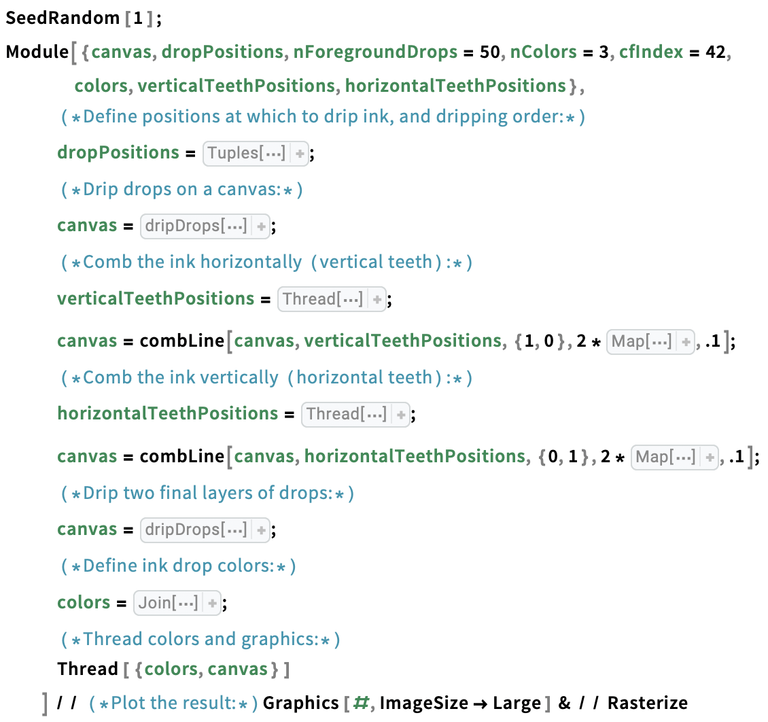 SeedRandom[1];
Module[{canvas, dropPositions, nForegroundDrops = 50, nColors = 3, cfIndex = 42,
colors, verticalTeethPositions, horizontalTeethPositions},
(*Define positions at which to drip ink, and dripping order:*)
dropPositions = Tuples[⋯] +;
(*Drip drops on a canvas:*)
canvas = dripDrops[⋯] +;
(*Comb the ink horizontally (vertical teeth):*)
verticalTeethPositions = Thread[⋯] +;
canvas = combLine[canvas, verticalTeethPositions, {1, 0}, 2 * Map[⋯] +, .1];
(*Comb the ink vertically (horizontal teeth):*)
horizontalTeethPositions = Thread[⋯] +;
canvas = combLine[canvas, horizontalTeethPositions, {0, 1}, 2 * Map[⋯] +, .1];
(*Drip two final layers of drops:*)
canvas = dripDrops[⋯] +;
(*Define ink drop colors:*)
colors = Join[⋯] +;
(*Thread colors and graphics:*)
Thread[{colors, canvas}]
] // (*Plot the result:*) Graphics[#, ImageSize → Large] & // Rasterize